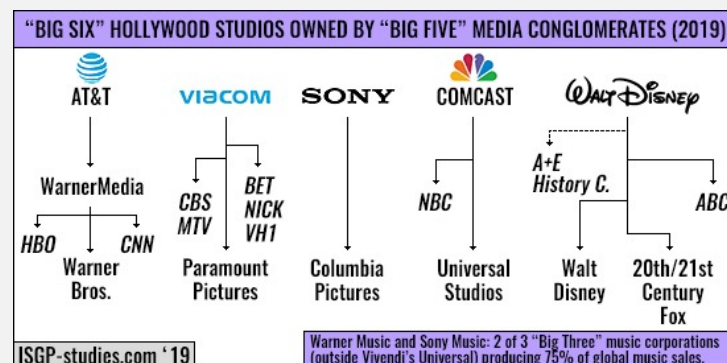 “BIG SIX” HOLLYWOOD STUDIOS OWNED BY “BIG FIVE” MEDIA CONGLOMERATES (2019)
AT&T
VIACOM
SONY
COMCAST
WALT DISNEY
WarnerMedia
HBO
CNN
Warner
Bros.
CBS
MTV
BET
NICK
VH1
Paramount
Pictures
Columbia
Pictures
NBC
Universal
Studios
A+E
History C.
ABC
Walt
Disney
20th/21st
Century
Fox
ISGP-studies.com ‘19
Warner Music and Sony Music: 2 of 3 “Big Three” music corporations
(outside Vivendi’s Universal) producing 75% of global music sales.